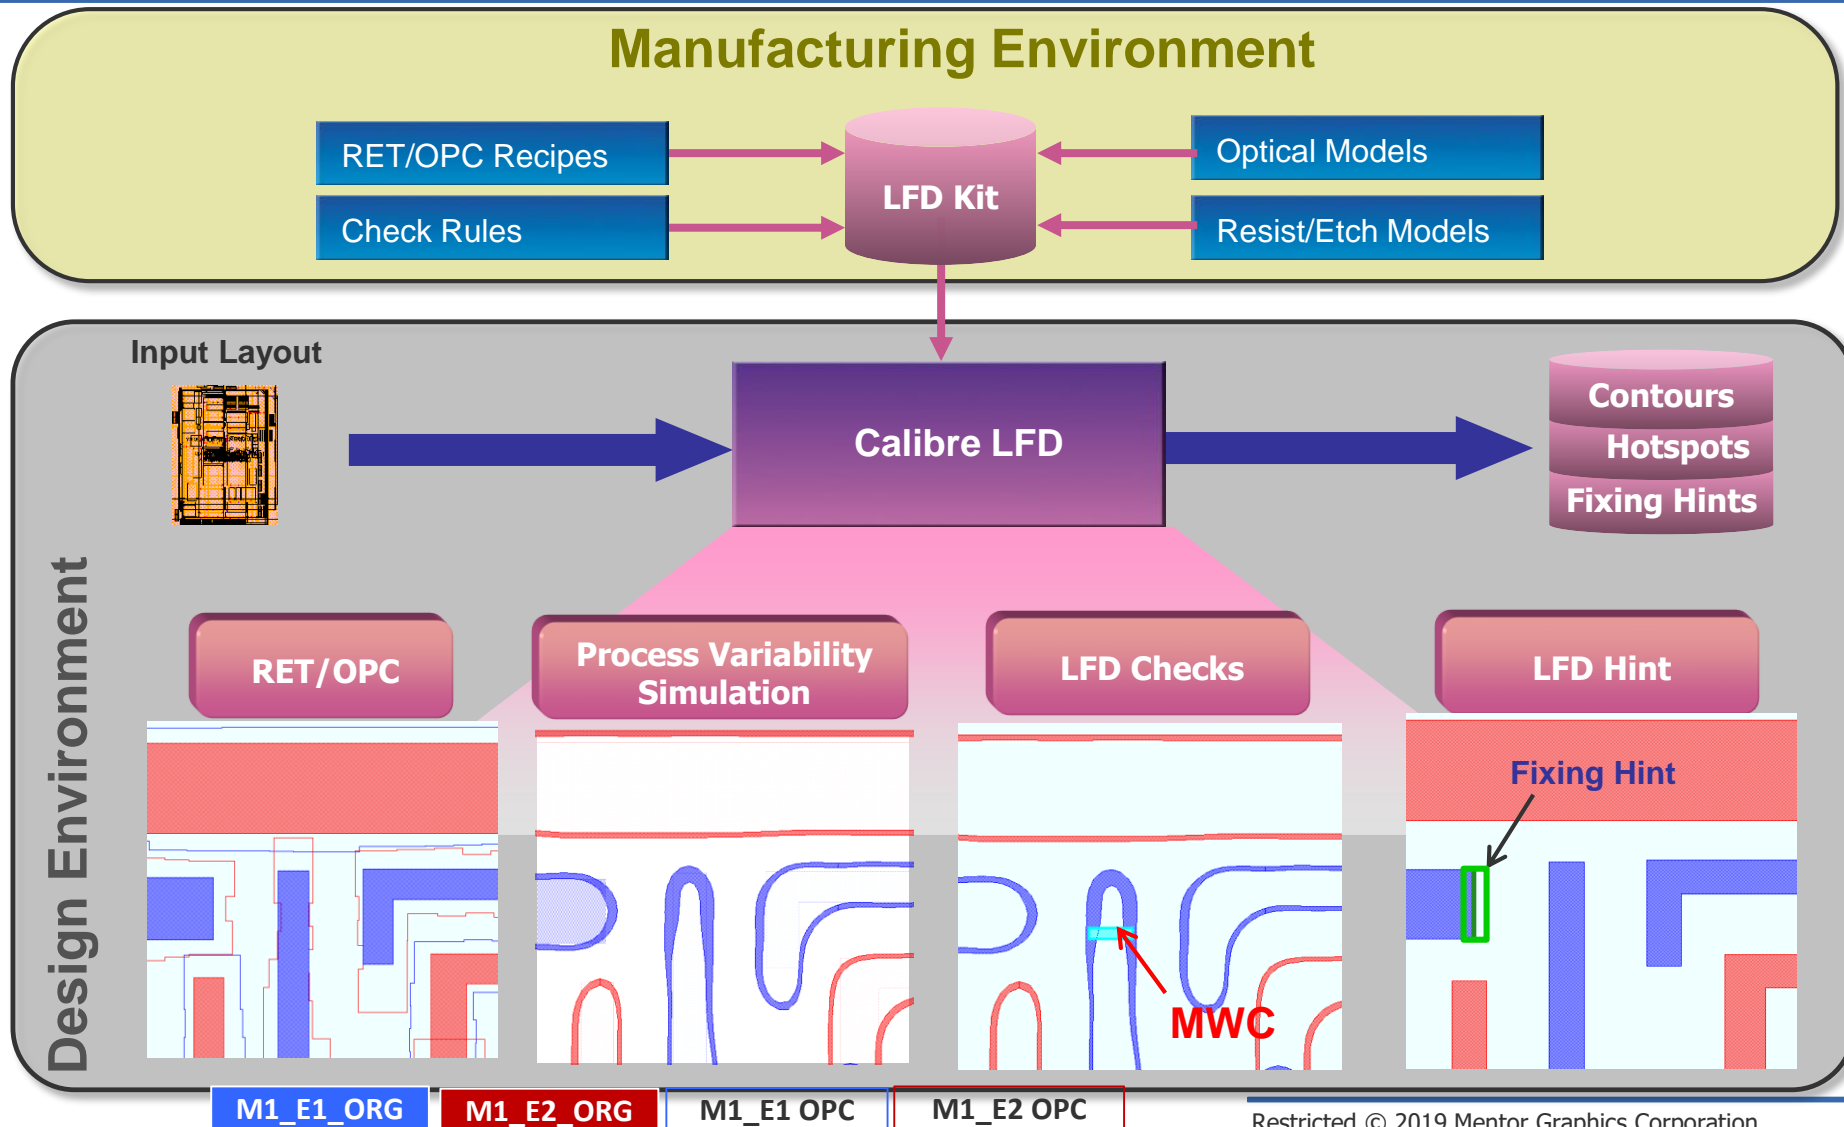 Manufacturing Environment
RET/OPC Recipes
Optical Models
LFD Kit
Check Rules
Resist/Etch Models
Input Layout
Calibre LFD
Contours
Hotspots
Fixing Hints
Design Environment
RET/OPC
Process Variability
Simulation
LFD Checks
LFD Hint
Fixing Hint
MWC
M1_E1_ORG
M1_E2_ORG
M1_E1 OPC
M1_E2 OPC
Restricted © 2019 Mentor Graphics Corporation